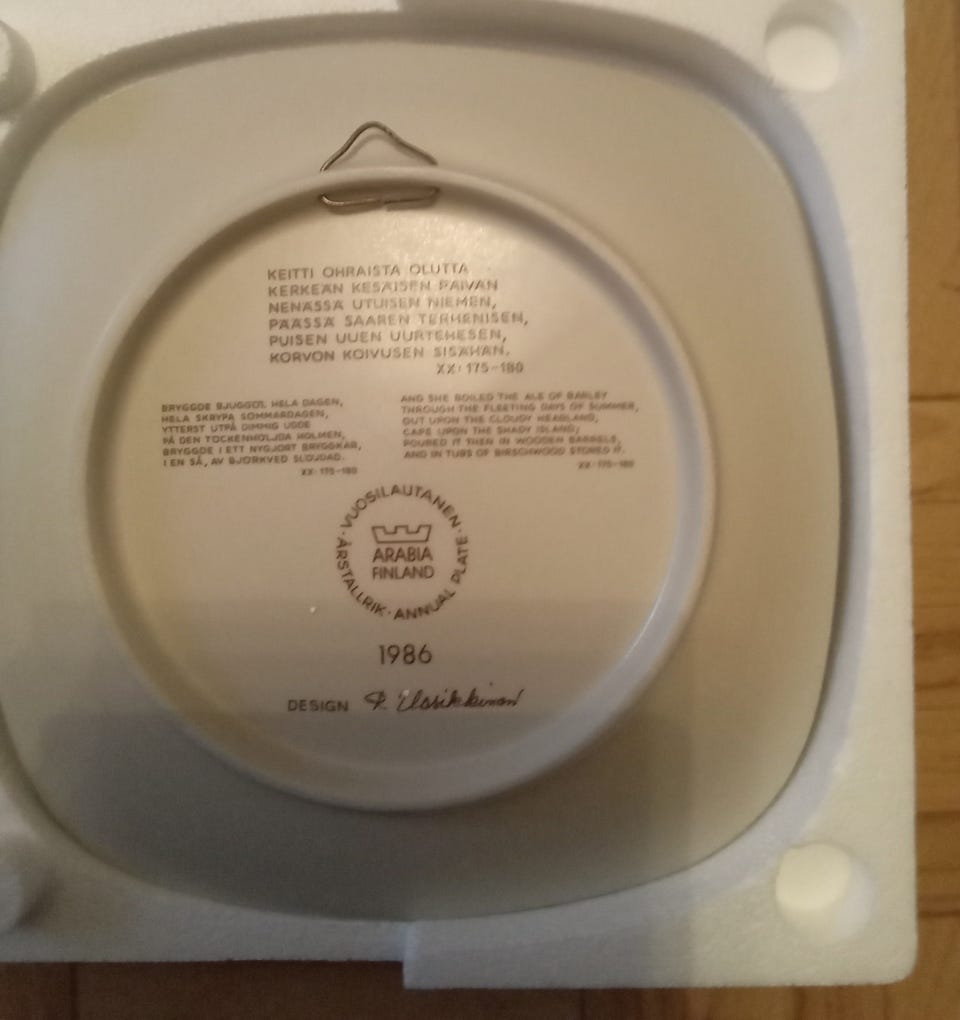 KEITTI OHRAISTA OLUTTA
KERKEÄN KESÄISEN PÄIVÄN
NENÄSSÄ UTUISEN NIEMEN,
PÄÄSSÄ SAAREN TERHENISEN,
PUISEN UUEN UURTEHESEN,
KORVON KOIVUSEN SISÄHÄN.
XX: 175-180
BRYGGDE BJUGGÖL HELA DAGEN,
HELA SKRYPA SOMMARDAGEN,
YTTERST UTPÅ DIMMIG UDDE
PÅ DEN TÖCKENHÖLJDA HOLMEN,
BRYGGDE I ETT NYGJORT BRYGGKAR,
I EN SÅ, AV BJÖRKVED SLÖJDAD.
XX: 175-180
AND SHE BOILED THE ALE OF BARLEY
THROUGH THE FLEETING DAYS OF SUMMER,
OUT UPON THE CLOUDY HEADLAND,
CAPE UPON THE SHADY ISLAND;
POURED IT THEN IN WOODEN BARRELS,
AND IN TUBS OF BIRSCHWOOD STORED IT.
XX: 175-180
VUOSILAUTANEN · ANNUAL PLATE · ÅRSTALLRIK ·
ARABIA
FINLAND
1986
DESIGN R. Uosikkinen